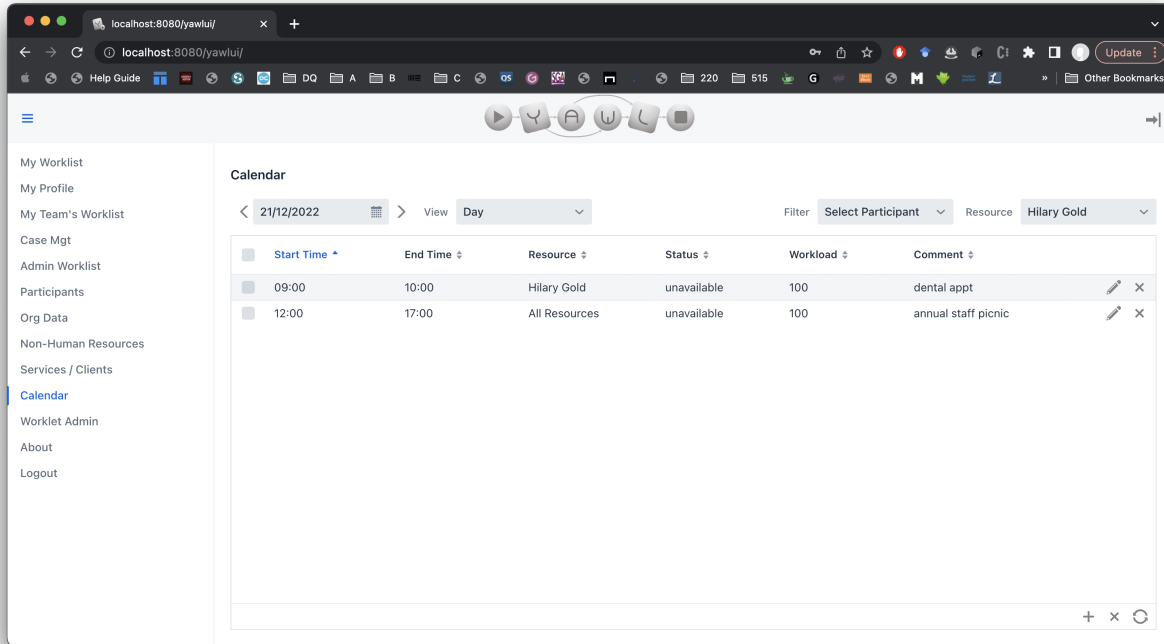 localhost:8080/yawlui/
localhost:8080/yawlui/
Update
Help Guide DQ A B C OS G 220 515 G M L » Other Bookmarks
Y A W L
My Worklist
My Profile
My Team's Worklist
Case Mgt
Admin Worklist
Participants
Org Data
Non-Human Resources
Services / Clients
Calendar
Worklet Admin
About
Logout
Calendar
21/12/2022 View Day Filter Select Participant Resource Hilary Gold
Start Time End Time Resource Status Workload Comment
09:00 10:00 Hilary Gold unavailable 100 dental appt
12:00 17:00 All Resources unavailable 100 annual staff picnic